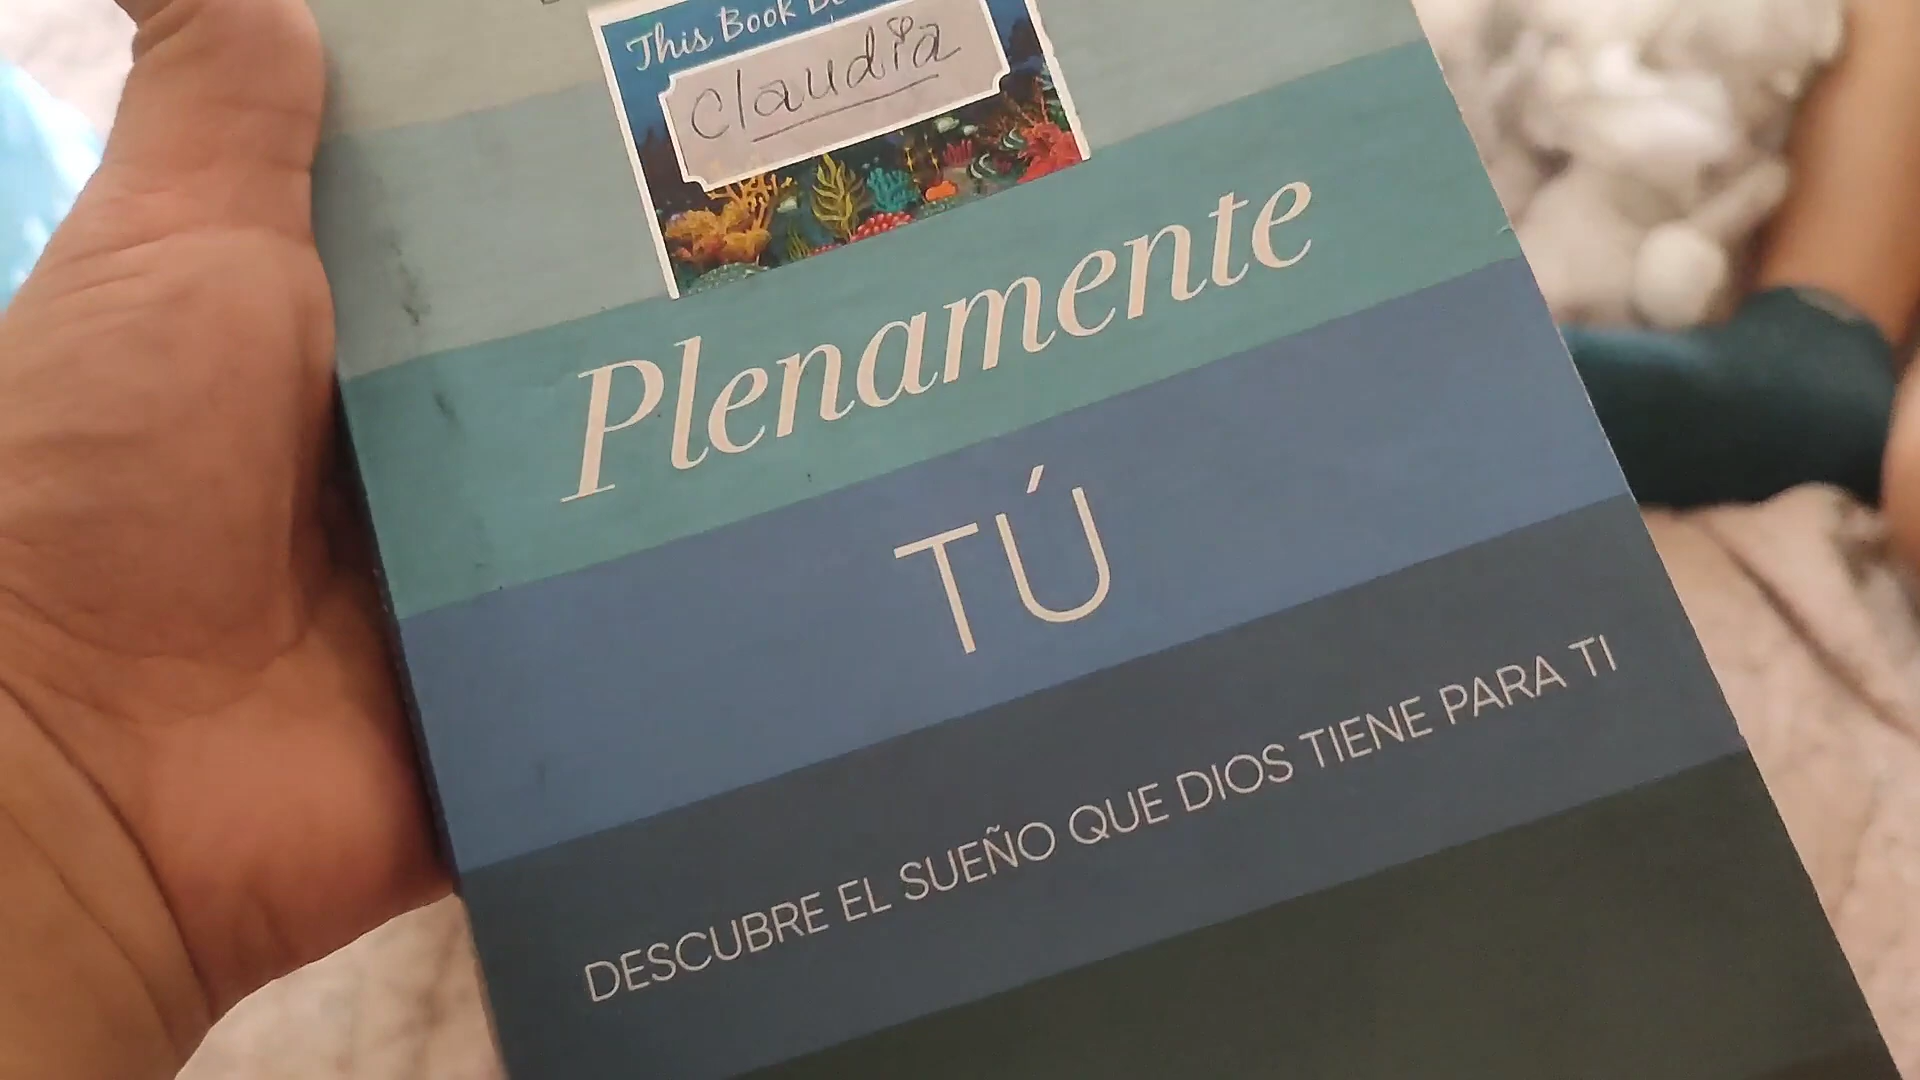 This Book
Claudia
Plenamente
TÚ
DESCUBRE EL SUEÑO QUE DIOS TIENE PARA TI